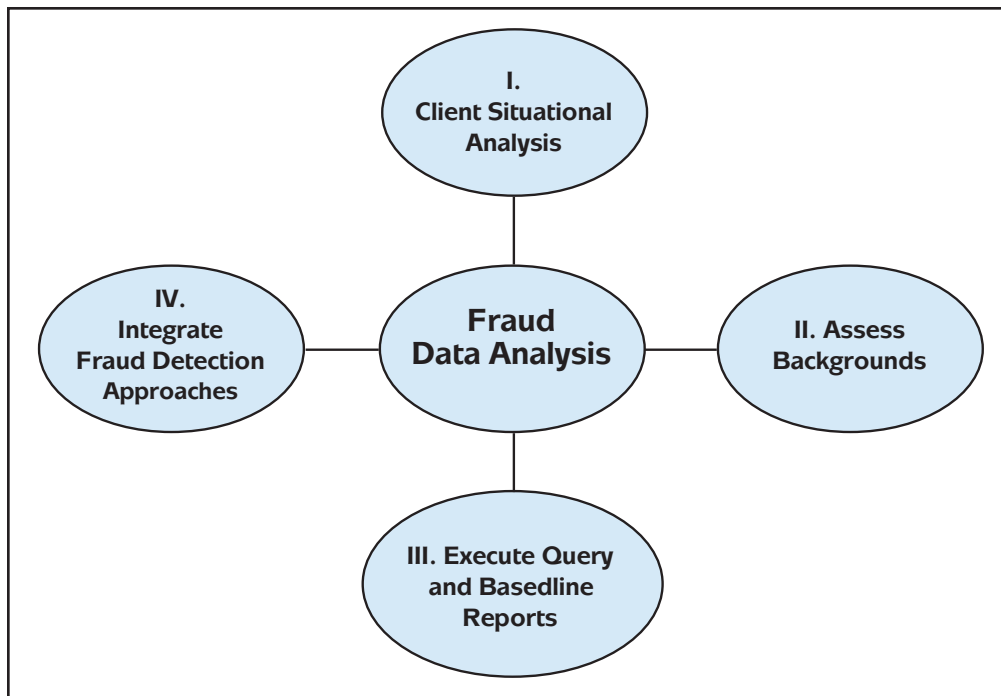 I.
Client Situational
Analysis
IV.
Integrate
Fraud Detection
Approaches
Fraud
Data Analysis
II. Assess
Backgrounds
III. Execute Query
and Basedline
Reports